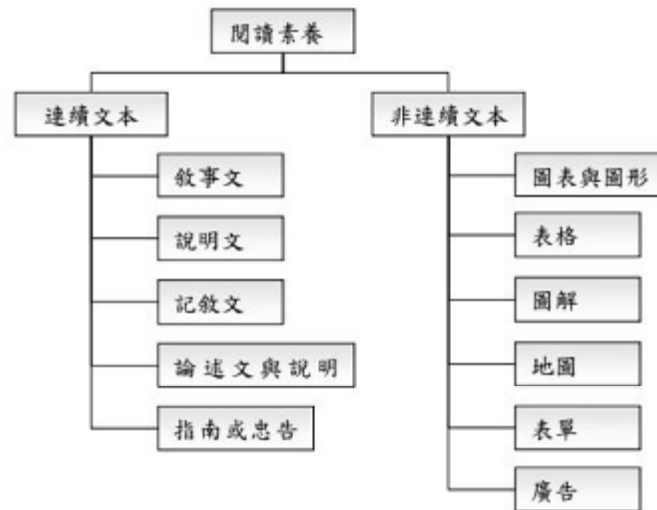 閱讀素養
連續文本
敘事文
說明文
記敘文
論述文與說明
指南或忠告
非連續文本
圖表與圖形
表格
圖解
地圖
表單
廣告